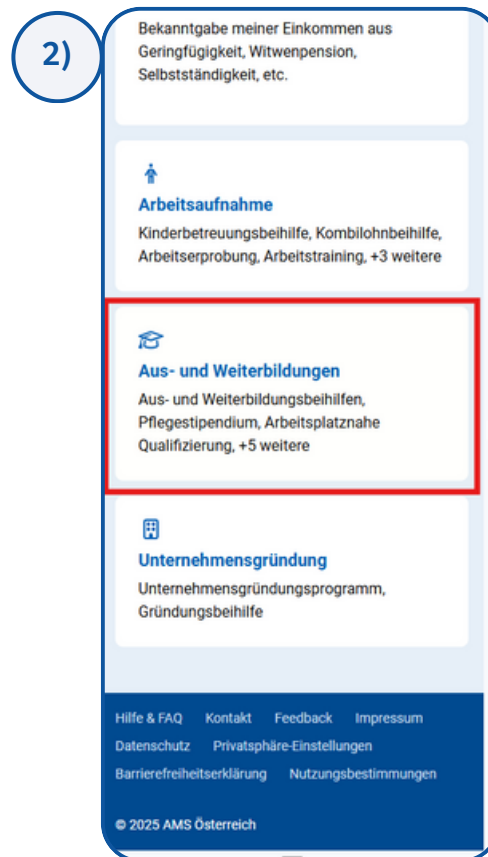 2)
Bekanntgabe meiner Einkommen aus
Geringfügigkeit, Witwenpension,
Selbstständigkeit, etc.
Arbeitsaufnahme
Kinderbetreuungsbeihilfe, Kombilohnbeihilfe,
Arbeitserprobung, Arbeitstraining, +3 weitere
Aus- und Weiterbildungen
Aus- und Weiterbildungsbeihilfen,
Pflegestipendium, Arbeitsplatznahe
Qualifizierung, +5 weitere
Unternehmensgründung
Unternehmensgründungsprogramm,
Gründungsbeihilfe
Hilfe & FAQ Kontakt Feedback Impressum
Datenschutz Privatsphäre-Einstellungen
Barrierefreiheitserklärung Nutzungsbestimmungen
© 2025 AMS Österreich